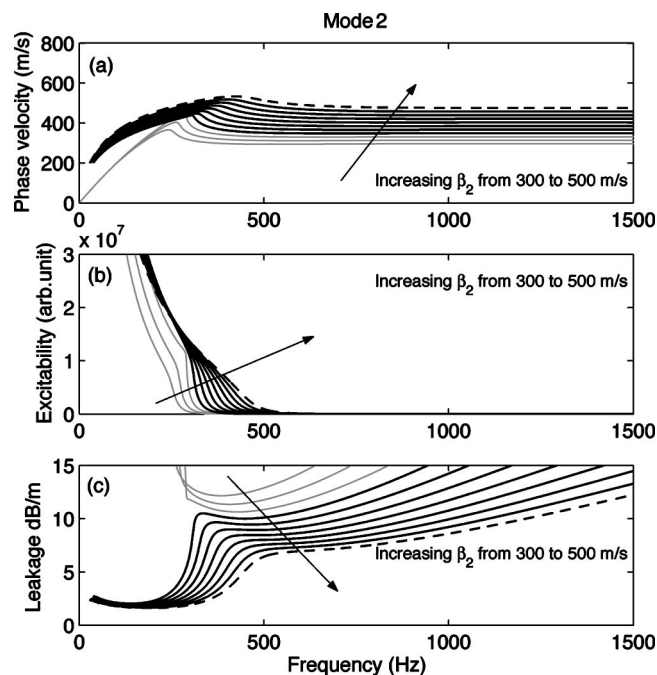 Mode 2
(a)
Phase velocity (m/s)
800
600
400
200
0
Increasing β₂ from 300 to 500 m/s
0 500 1000 1500
x 10⁷
(b)
Excitability (arb.unit)
3
2
1
0
Increasing β₂ from 300 to 500 m/s
0 500 1000 1500
(c)
Leakage dB/m
15
10
5
0
Increasing β₂ from 300 to 500 m/s
0 500 1000 1500
Frequency (Hz)